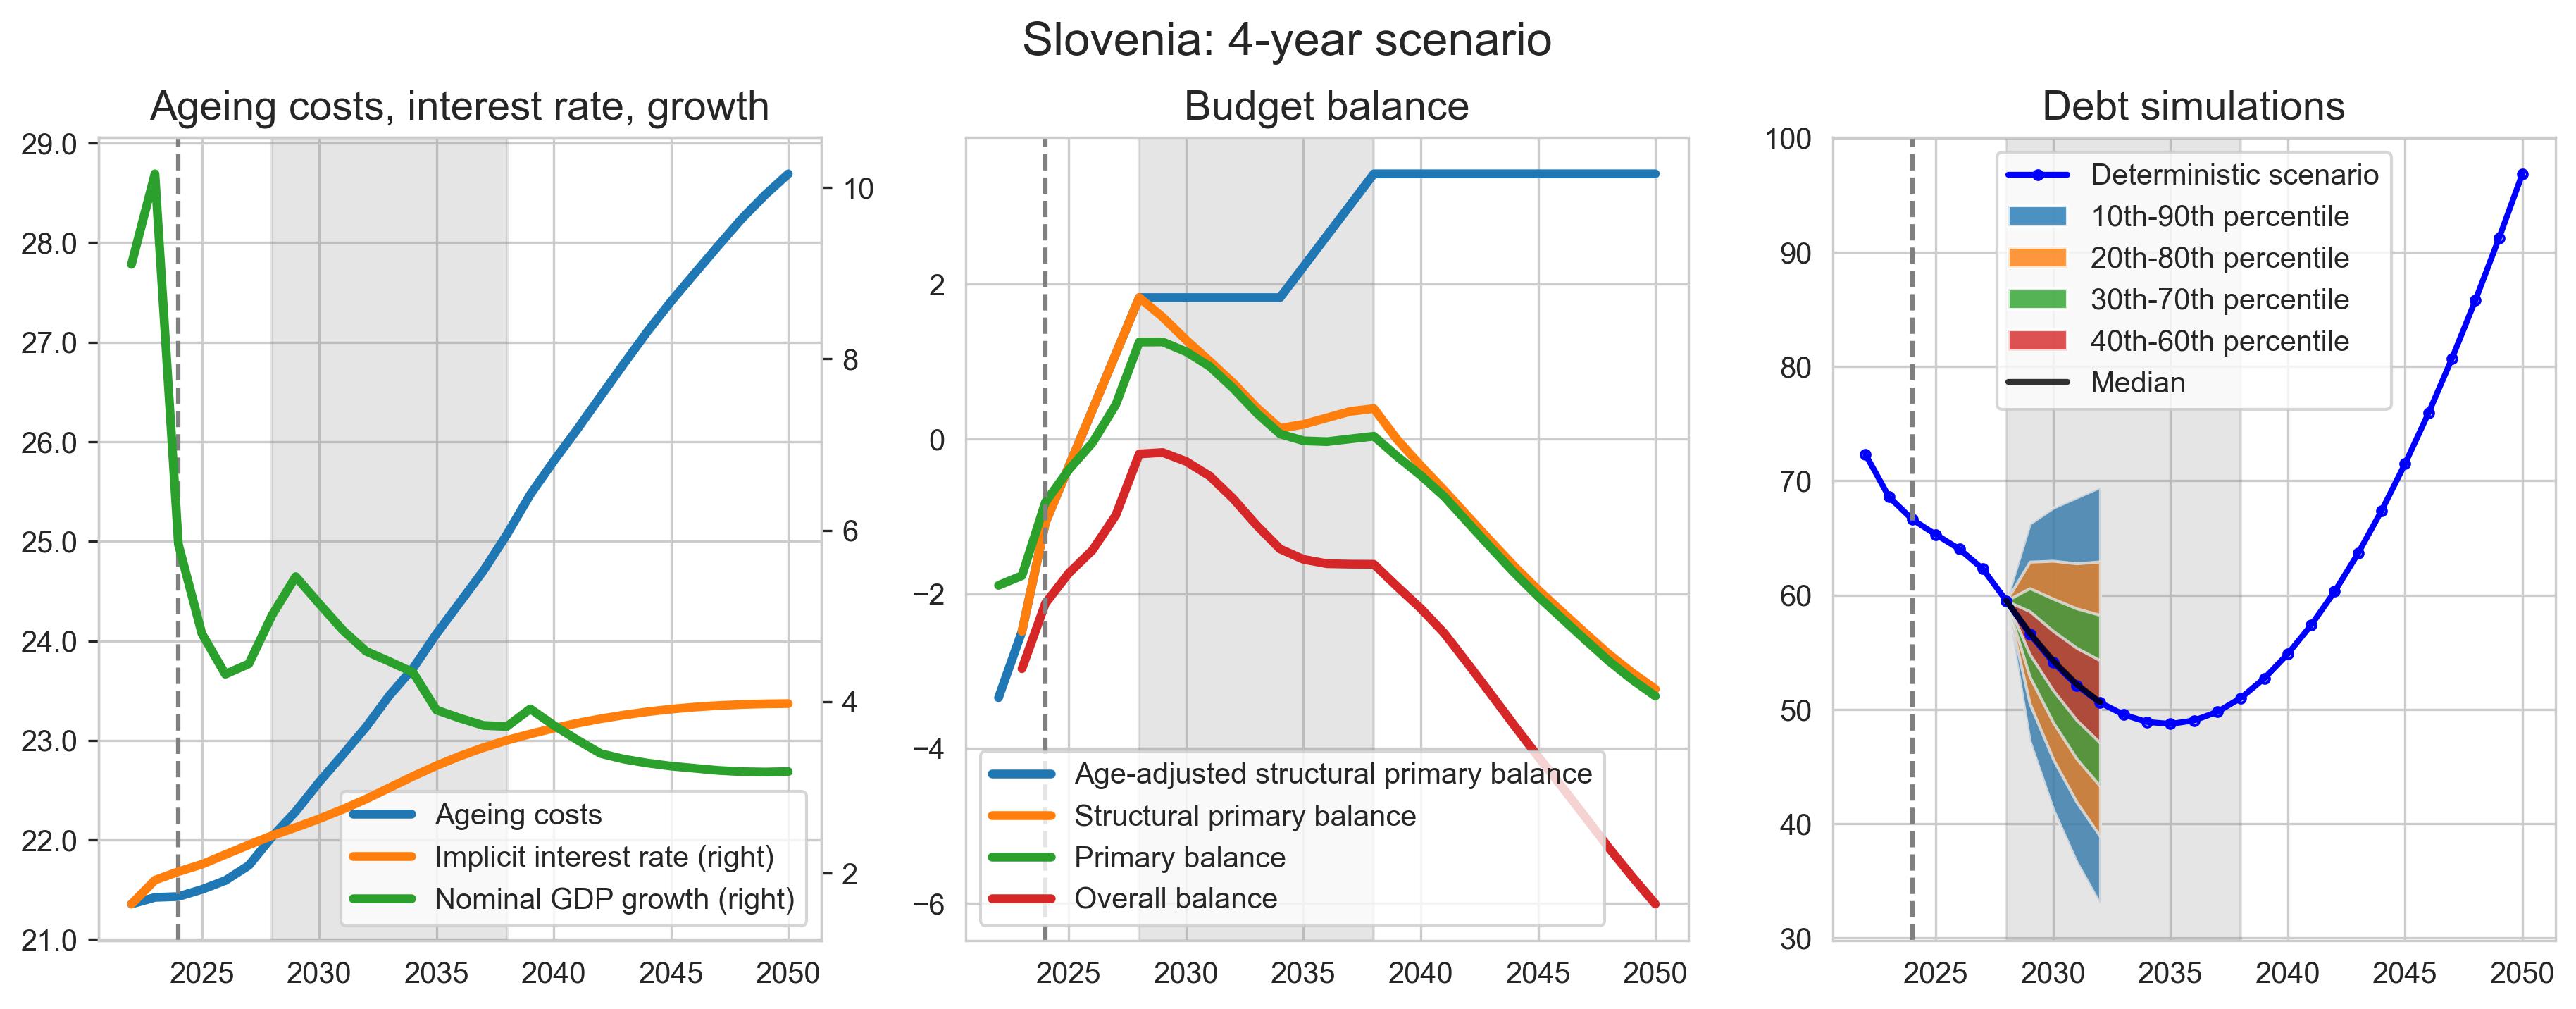 Slovenia: 4-year scenario
Ageing costs, interest rate, growth
29.0
28.0
27.0
26.0
25.0
24.0
23.0
22.0
21.0
10
8
6
4
2
Ageing costs
Implicit interest rate (right)
Nominal GDP growth (right)
2025 2030 2035 2040 2045 2050
Budget balance
2
0
−2
−4
−6
Age-adjusted structural primary balance
Structural primary balance
Primary balance
Overall balance
2025 2030 2035 2040 2045 2050
Debt simulations
100
90
80
70
60
50
40
30
Deterministic scenario
10th-90th percentile
20th-80th percentile
30th-70th percentile
40th-60th percentile
Median
2025 2030 2035 2040 2045 2050